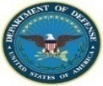 DEPARTMENT OF DEFENSE
UNITED STATES OF AMERICA